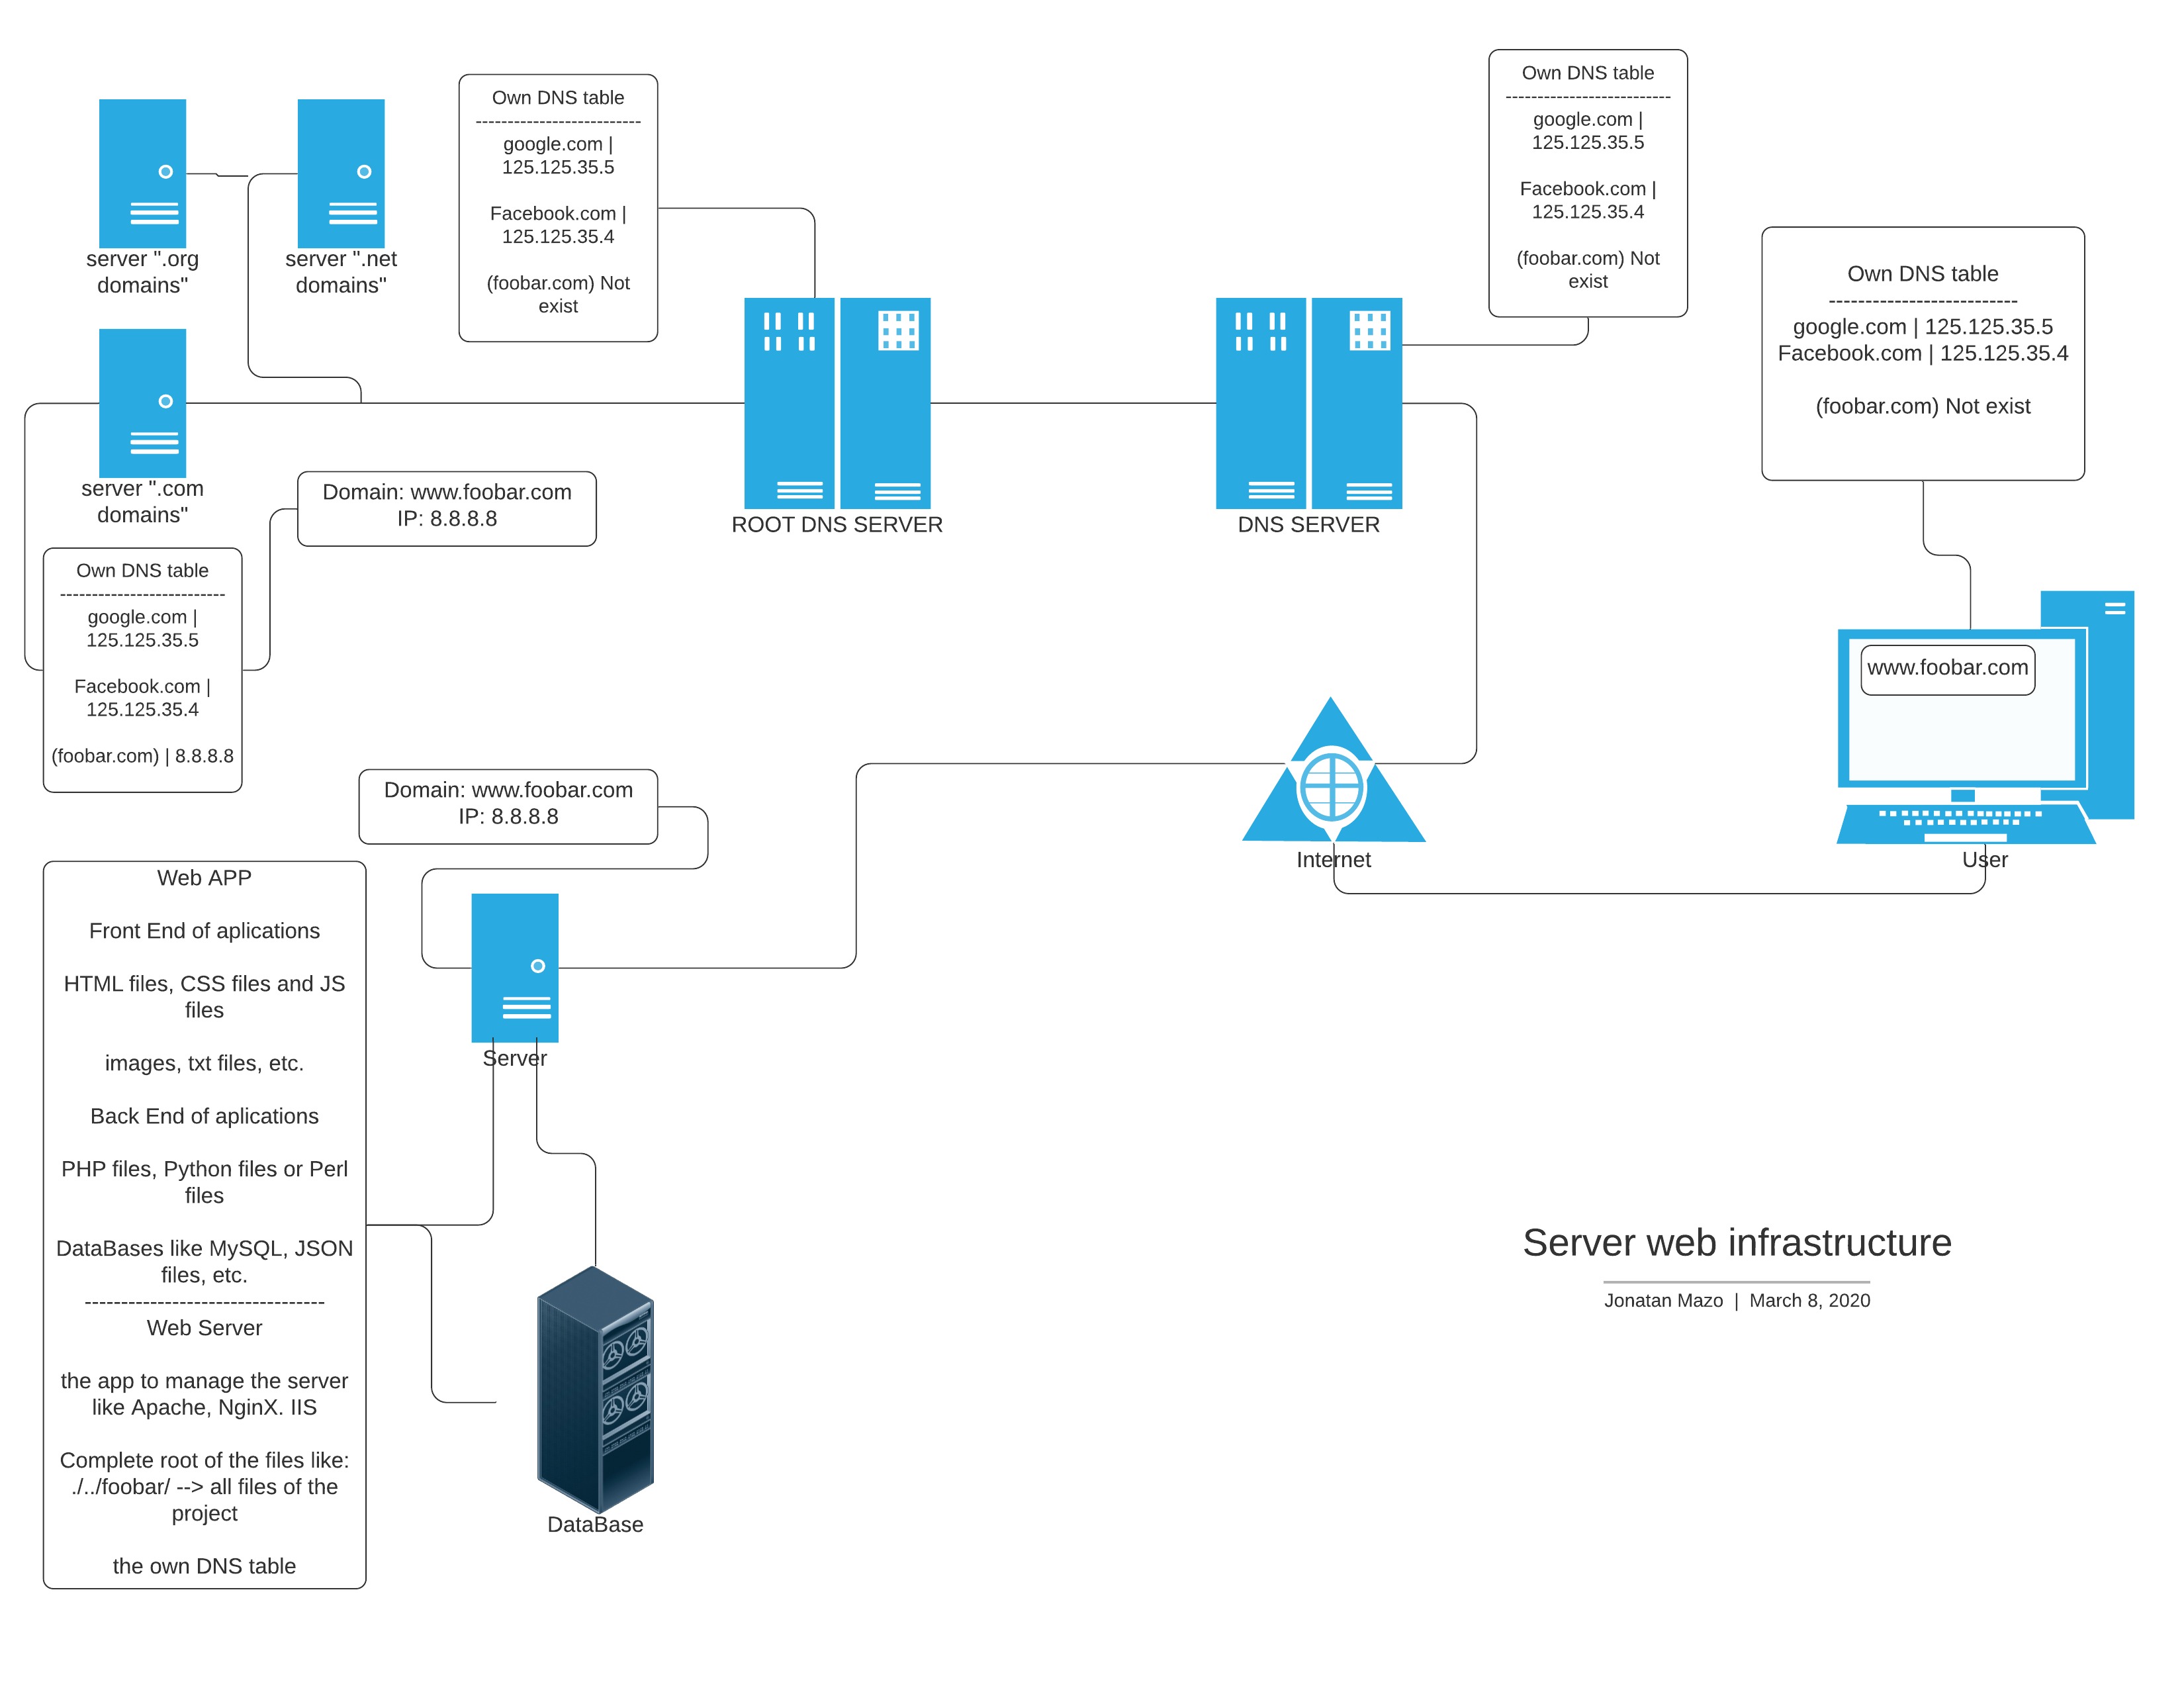 Own DNS table
--------------------------
google.com |
125.125.35.5
Facebook.com |
125.125.35.4
(foobar.com) Not
exist
Own DNS table
--------------------------
google.com |
125.125.35.5
Facebook.com |
125.125.35.4
(foobar.com) Not
exist
server ".org
domains"
server ".net
domains"
Own DNS table
--------------------------
google.com | 125.125.35.5
Facebook.com | 125.125.35.4
(foobar.com) Not exist
server ".com
domains"
Domain: www.foobar.com
IP: 8.8.8.8
ROOT DNS SERVER
DNS SERVER
Own DNS table
--------------------------
google.com |
125.125.35.5
Facebook.com |
125.125.35.4
(foobar.com) | 8.8.8.8
www.foobar.com
Domain: www.foobar.com
IP: 8.8.8.8
Internet
User
Web APP
Front End of aplications
HTML files, CSS files and JS
files
images, txt files, etc.
Back End of aplications
PHP files, Python files or Perl
files
DataBases like MySQL, JSON
files, etc.
---------------------------------
Web Server
the app to manage the server
like Apache, NginX. IIS
Complete root of the files like:
./../foobar/ --> all files of the
project
the own DNS table
Server
DataBase
Server web infrastructure
Jonatan Mazo | March 8, 2020